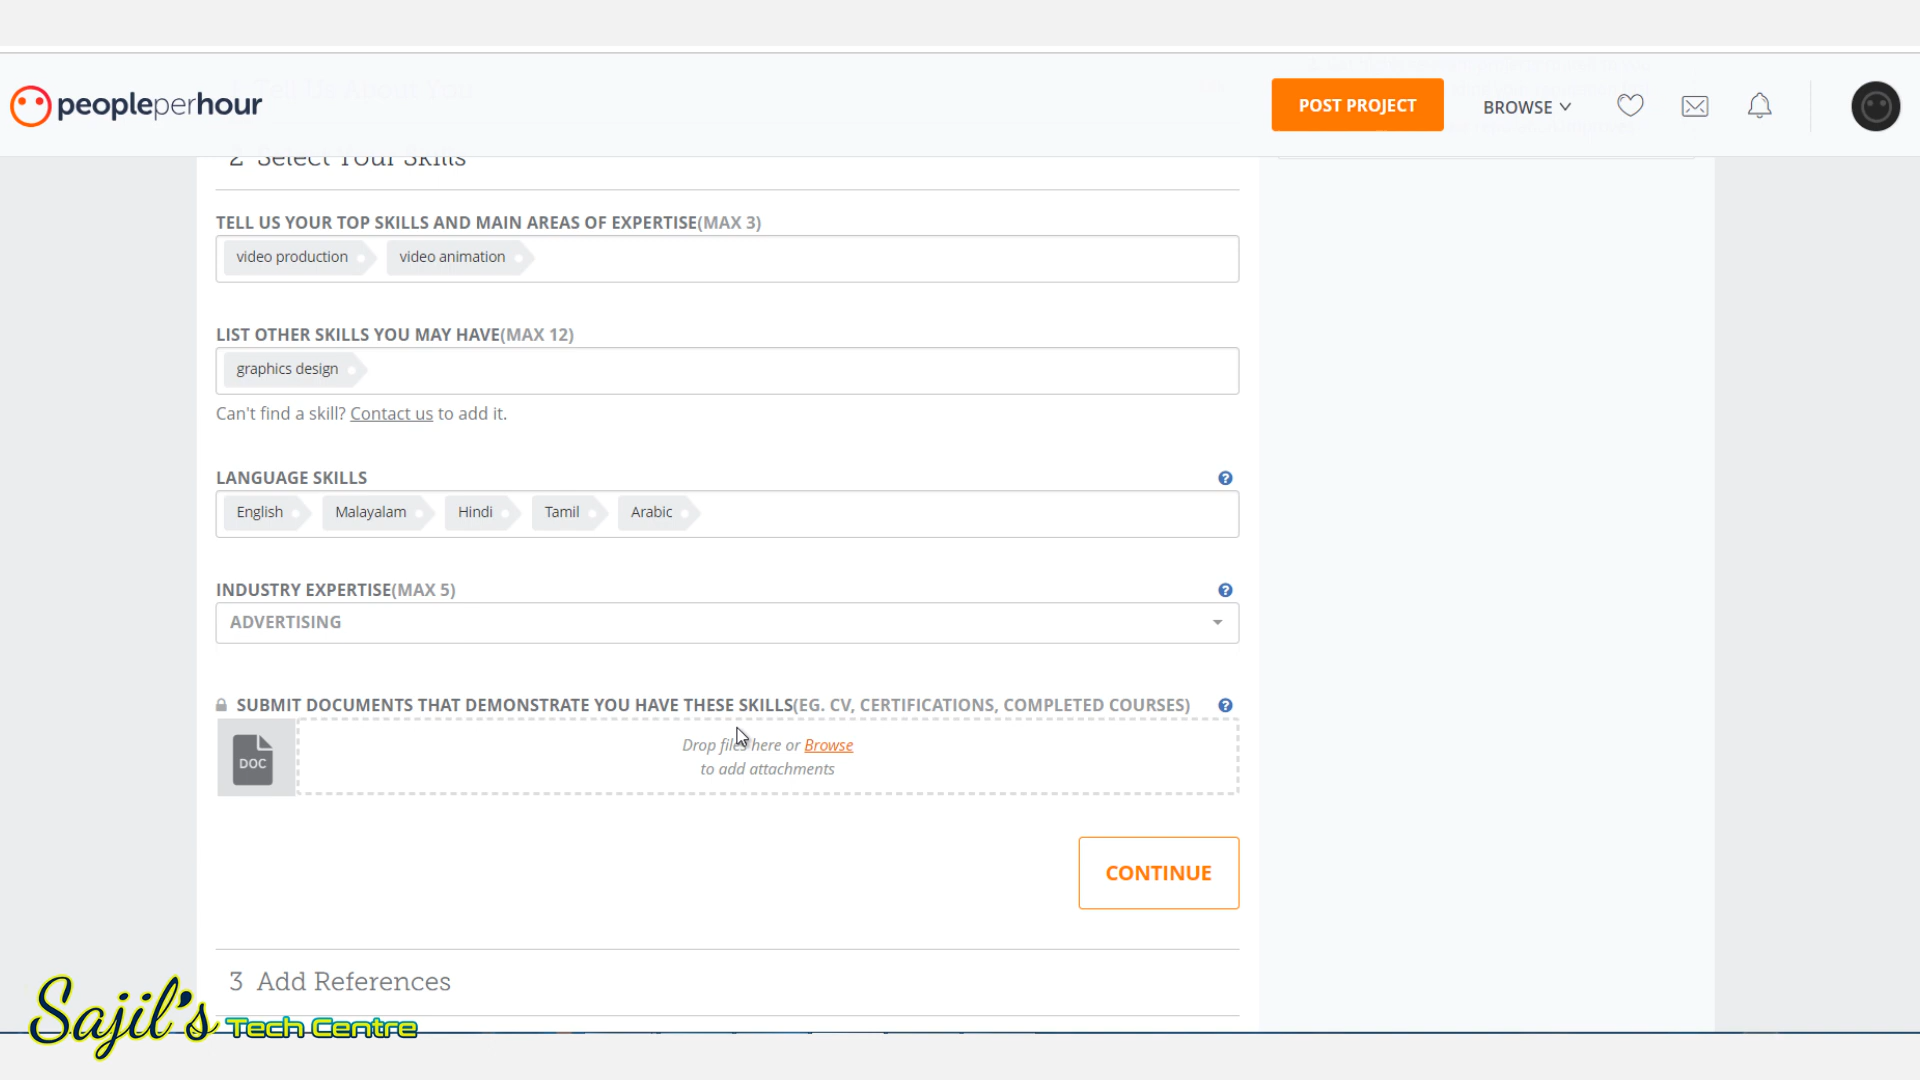 Tell Us About You
peopleperhour
POST PROJECT
BROWSE
2 Select Your Skills
TELL US YOUR TOP SKILLS AND MAIN AREAS OF EXPERTISE(MAX 3)
video production video animation
LIST OTHER SKILLS YOU MAY HAVE(MAX 12)
graphics design
Can't find a skill? Contact us to add it.
LANGUAGE SKILLS ?
English Malayalam Hindi Tamil Arabic
INDUSTRY EXPERTISE(MAX 5) ?
ADVERTISING
SUBMIT DOCUMENTS THAT DEMONSTRATE YOU HAVE THESE SKILLS(EG. CV, CERTIFICATIONS, COMPLETED COURSES) ?
DOC
Drop files here or Browse
to add attachments
CONTINUE
3 Add References
Sajil's Tech Centre